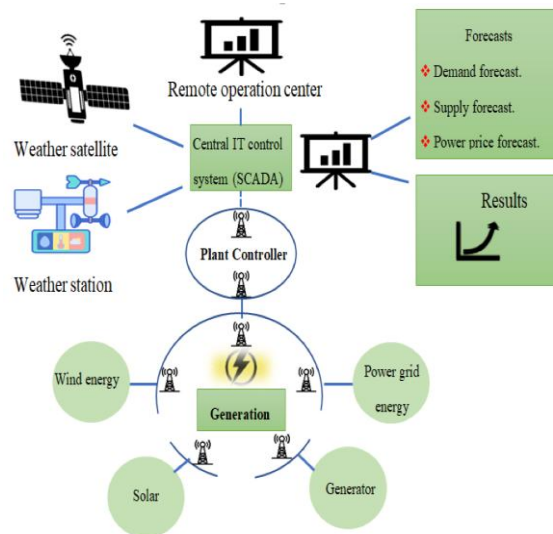 Remote operation center
Weather satellite
Central IT control
system (SCADA)
Forecasts
Demand forecast.
Supply forecast.
Power price forecast.
Results
Weather station
Plant Controller
Wind energy
Power grid
energy
Generation
Solar
Generator